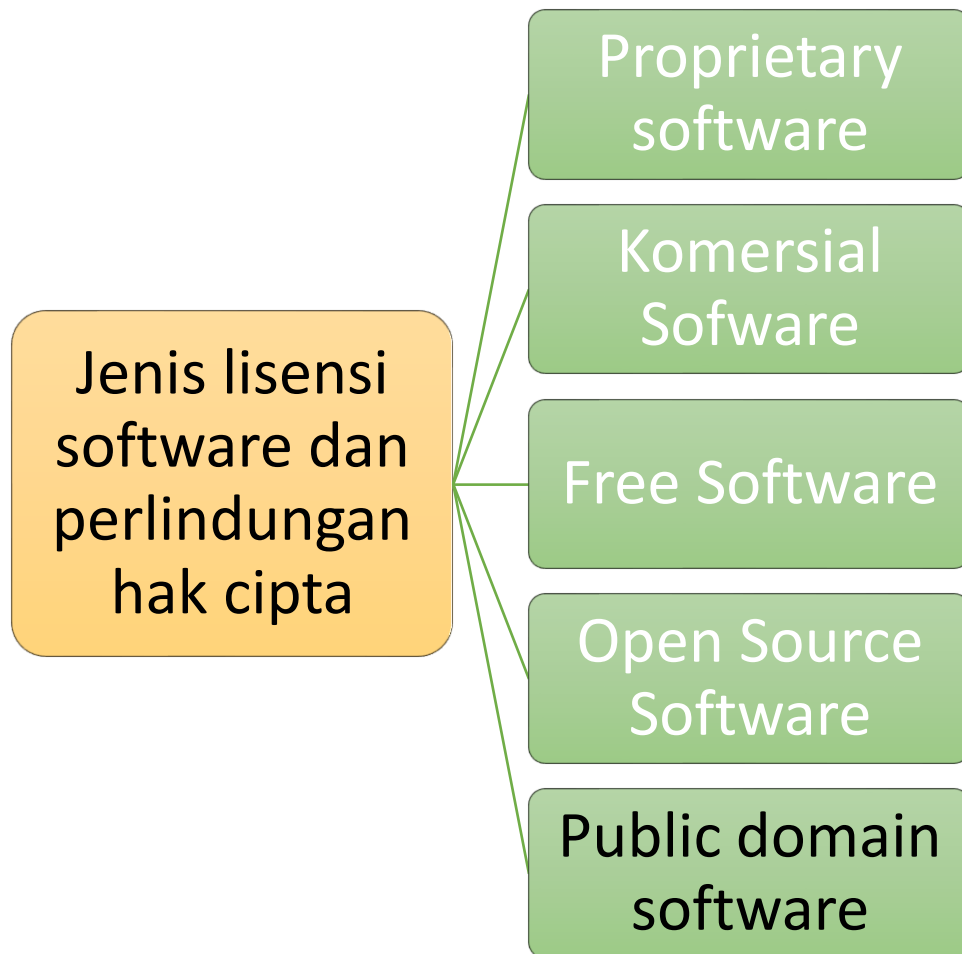 Proprietary
software
Komersial
Sofware
Jenis lisensi
software dan
perlindungan
hak cipta
Free Software
Open Source
Software
Public domain
software